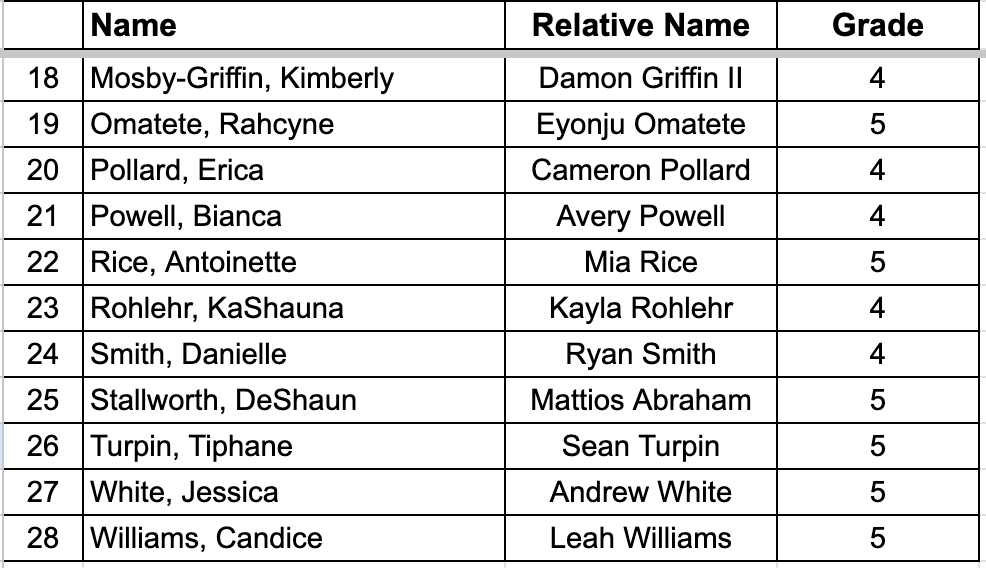 Name Relative Name Grade
18 Mosby-Griffin, Kimberly Damon Griffin II 4
19 Omatete, Rahcyne Eyonju Omatete 5
20 Pollard, Erica Cameron Pollard 4
21 Powell, Bianca Avery Powell 4
22 Rice, Antoinette Mia Rice 5
23 Rohlehr, KaShauna Kayla Rohlehr 4
24 Smith, Danielle Ryan Smith 4
25 Stallworth, DeShaun Mattios Abraham 5
26 Turpin, Tiphane Sean Turpin 5
27 White, Jessica Andrew White 5
28 Williams, Candice Leah Williams 5